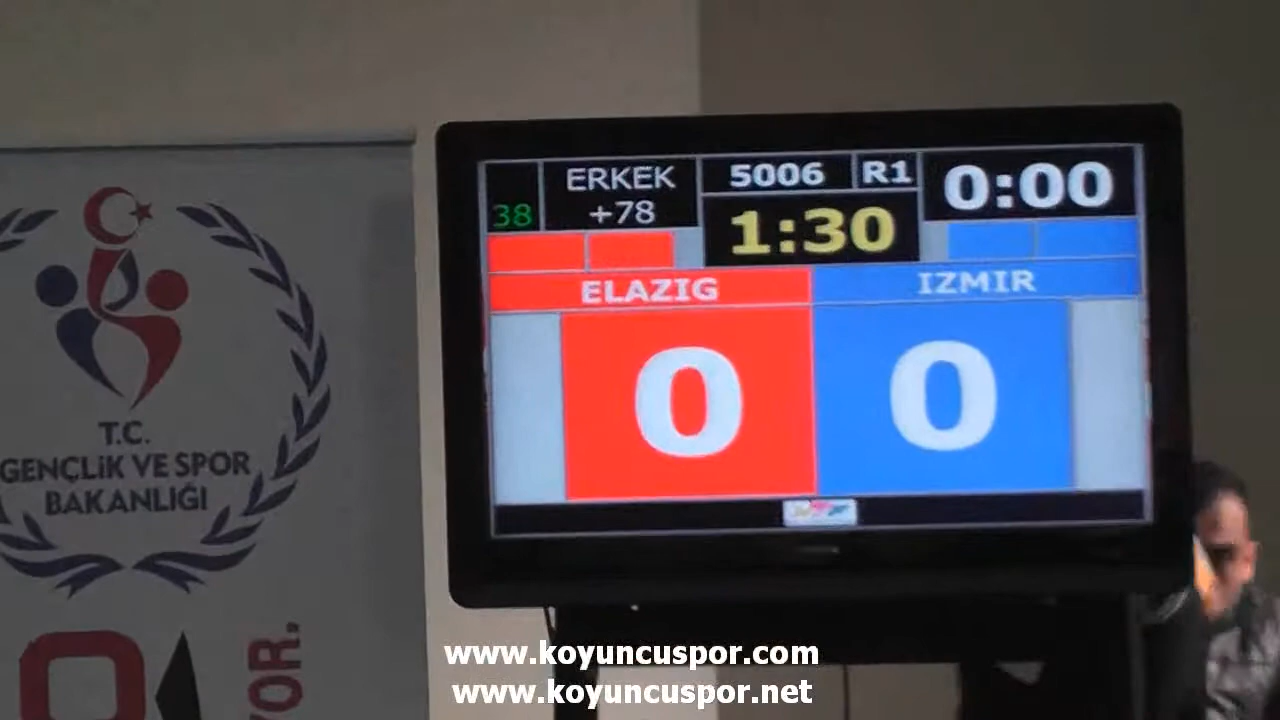 38
ERKEK
+78
5006
R1
0:00
1:30
ELAZIG
IZMIR
0
0
T.C.
GENÇLİK VE SPOR
BAKANLIĞI
YOR.
www.koyuncuspor.com
www.koyuncuspor.net